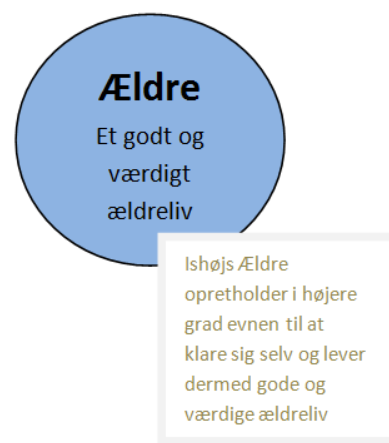 Ældre
Et godt og
værdigt
ældreliv
Ishøjs Ældre
opretholder i højere
grad evnen til at
klare sig selv og lever
dermed gode og
værdige ældreliv